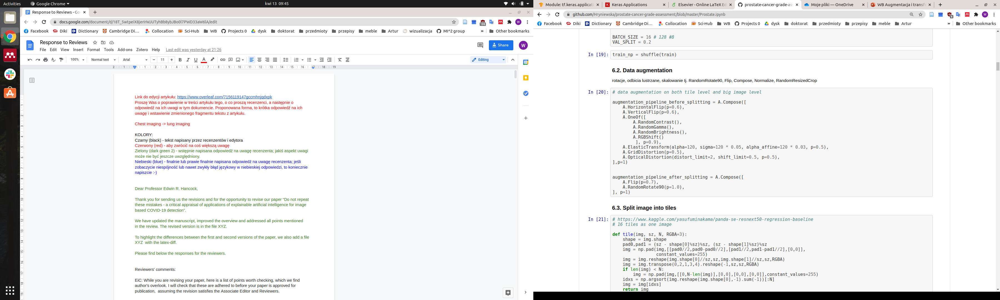 Activities
Google Chrome
kwi 13 09:45
Response to Reviews - Go
docs.google.com/document/d/18T_5wtpeiX8jerIrWJUTyhBb8ybJBo0l7PWD33aW6lA/edit
199
W
Facebook
Diki
Dictionary
Cambridge Di...
Collocation
Sci-Hub
WB
Projects 0
dysk
doktorat
przedmioty
przepisy
meble
Artur
wizualizacja
MI^2 group
»
Other bookmarks
Response to Reviews
File Edit View Insert Format Tools Add-ons Zotero Help Last edit was yesterday at 21:26
Share
W
100%
Normal text
Arial
11
Editing
Link do edycji artykułu: https://www.overleaf.com/7156119147gccmhnjqdxpk
Proszę Was o poprawienie w treści artykułu tego, o co proszą recenzenci, a następnie o
odpowiedź na ich uwagi w tym dokumencie. Proponowana forma, to krótka odpowiedź na ich
uwagę i wstawienie zmienionego fragmentu tekstu z artykułu.
Chest imaging -> lung imaging
KOLORY:
Czarny (black) - tekst napisany przez recenzentów i edytora
Czerwony (red) - aby zwrócić na coś większą uwagę
Zielony (dark green 2) - wstępnie napisana odpowiedź na uwagę recenzenta; jakiś aspekt uwagi
może nie być jeszcze uwzględniony.
Niebieski (blue) - finalnie lub prawie finalnie napisana odpowiedź na uwagę recenzenta; jeśli
zobaczycie niespójność lub nawet zwykły błąd językowy w niebieskiej odpowiedzi, to koniecznie
napiszcie :-)
Dear Professor Edwin R. Hancock,
Thank you for sending us the revisions and for the opportunity to revise our paper “Do not repeat
these mistakes - a critical appraisal of applications of explainable artificial intelligence for image
based COVID-19 detection”.
We have updated the manuscript, improved the overview and addressed all points mentioned
in the review. The revised version is in the file XYZ.
To highlight the differences between the first and second versions of the paper, we also add a file
XYZ with the latex-diff.
Please find below the responses for the reviewers.
Reviewers' comments:
EiC: While you are revising your paper, here is a list of points worth checking, which we find
author's overlook. I will check that these are adhered to before your paper is approved for
publication, assuming the revision satisfies the Associate Editor and Reviewers.
Module: tf.keras.applicati
Keras Applications
Elsevier - Online LaTeX Ed
prostate-cancer-grade-as
Moje pliki — OneDrive
WB Augmentacja i transfe
github.com/Hryniewska/prostate-cancer-grade-assessment/blob/master/Prostate.ipynb
4
W
Facebook
Diki
Dictionary
Cambridge Di...
Collocation
Sci-Hub
WB
Projects 0
dysk
doktorat
przedmioty
przepisy
meble
Artur
»
Other bookmarks
BATCH_SIZE = 16 # 128 #8
VAL_SPLIT = 0.2
In [19]: train_np = shuffle(train)
6.2. Data augmentation
rotacje, odbicia lustrzane, skalowanie tj. RandomRotate90, Flip, Compose, Normalize, RandomResizedCrop
In [20]: # data augmentation on both tile level and big image level
augmentation_pipeline_before_splitting = A.Compose([
A.HorizontalFlip(p=0.6),
A.VerticalFlip(p=0.6),
A.OneOf([
A.RandomContrast(),
A.RandomGamma(),
A.RandomBrightness(),
A.RGBShift()
], p=0.9),
A.ElasticTransform(alpha=120, sigma=120 * 0.05, alpha_affine=120 * 0.03, p=0.5),
A.GridDistortion(p=0.5),
A.OpticalDistortion(distort_limit=2, shift_limit=0.5, p=0.5),
],p=1)
augmentation_pipeline_after_splitting = A.Compose([
A.Flip(p=0.7),
A.RandomRotate90(p=1.0),
], p=1)
6.3. Split image into tiles
In [21]: # https://www.kaggle.com/yasufuminakama/panda-se-resnext50-regression-baseline
# 16 tiles as one image
def tile(img, sz, N, RGBA=3):
shape = img.shape
pad0,pad1 = (sz - shape[0]%sz)%sz, (sz - shape[1]%sz)%sz
img = np.pad(img,[[pad0//2,pad0-pad0//2],[pad1//2,pad1-pad1//2],[0,0]],
constant_values=255)
img = img.reshape(img.shape[0]//sz,sz,img.shape[1]//sz,sz,RGBA)
img = img.transpose(0,2,1,3,4).reshape(-1,sz,sz,RGBA)
if len(img) < N:
img = np.pad(img,[[0,N-len(img)],[0,0],[0,0],[0,0]],constant_values=255)
idxs = np.argsort(img.reshape(img.shape[0],-1).sum(-1))[:N]
img = img[idxs]
return img